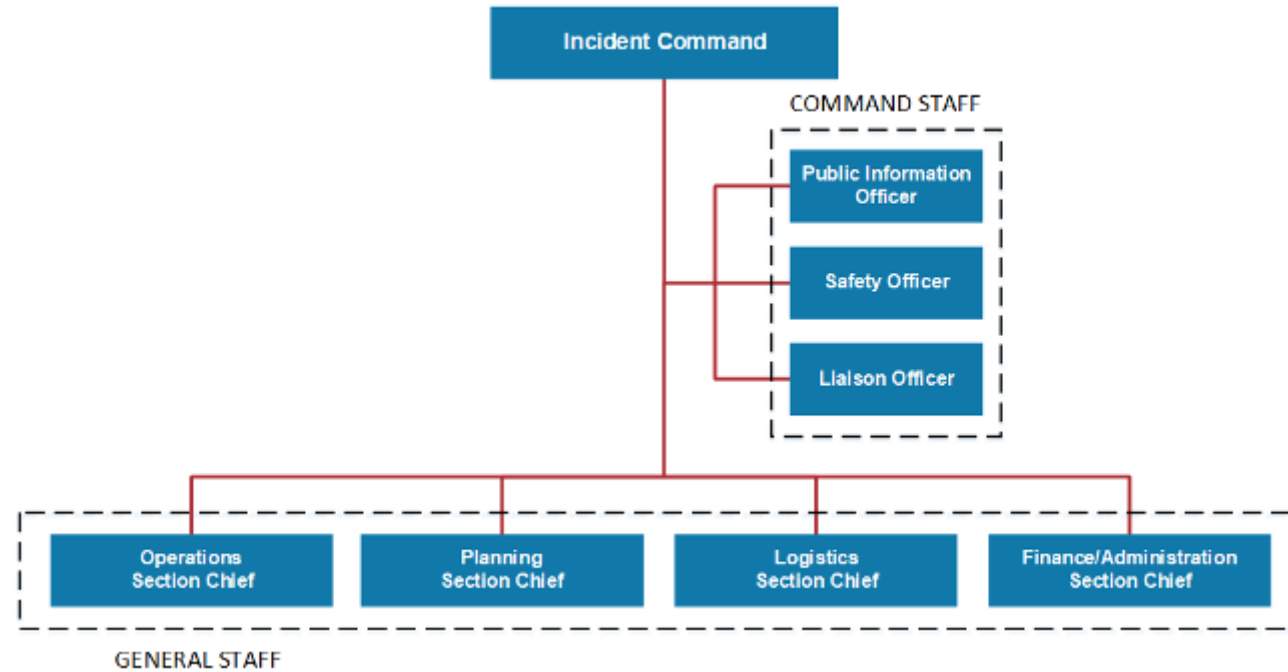 Incident Command
COMMAND STAFF
Public Information
Officer
Safety Officer
Liaison Officer
Operations
Section Chief
Planning
Section Chief
Logistics
Section Chief
Finance/Administration
Section Chief
GENERAL STAFF